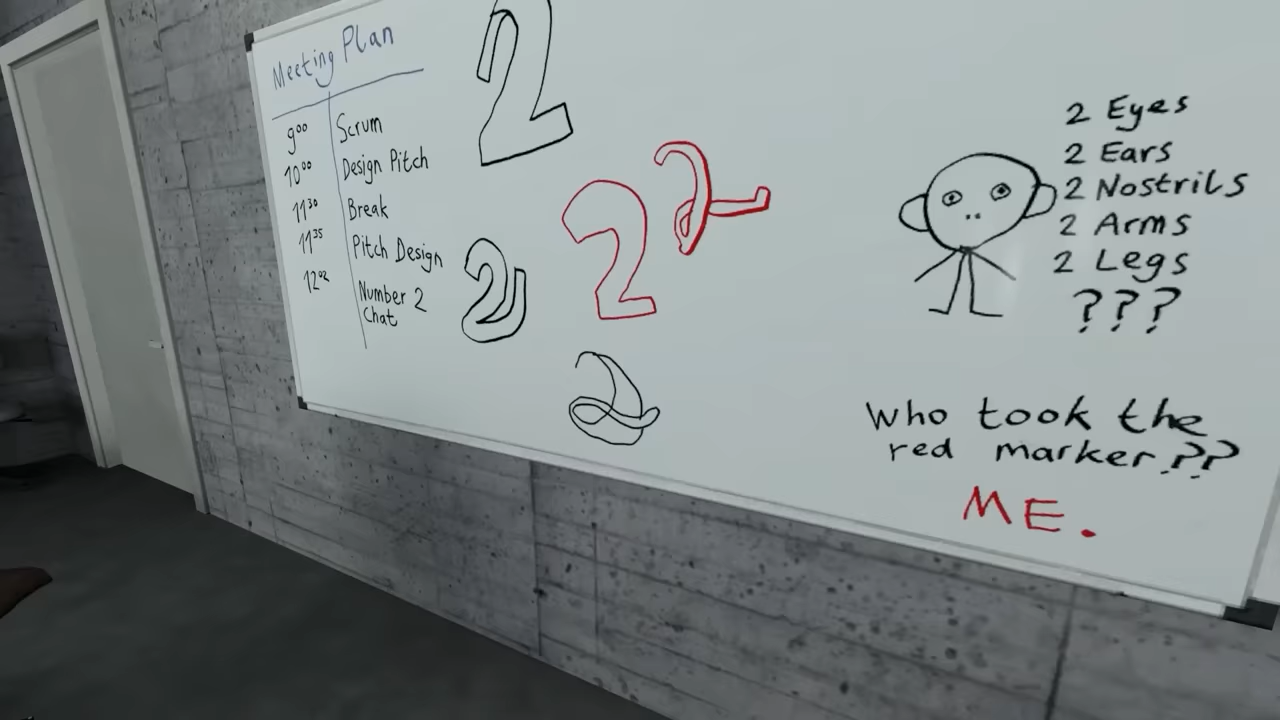 Meeting Plan
9⁰⁰ Scrum
10⁰⁰ Design Pitch
11³⁰ Break
11³⁵ Pitch Design
12⁰² Number 2
Chat
2
2
2
2
2
2 Eyes
2 Ears
2 Nostrils
2 Arms
2 Legs
???
Who took the
red marker??
ME.